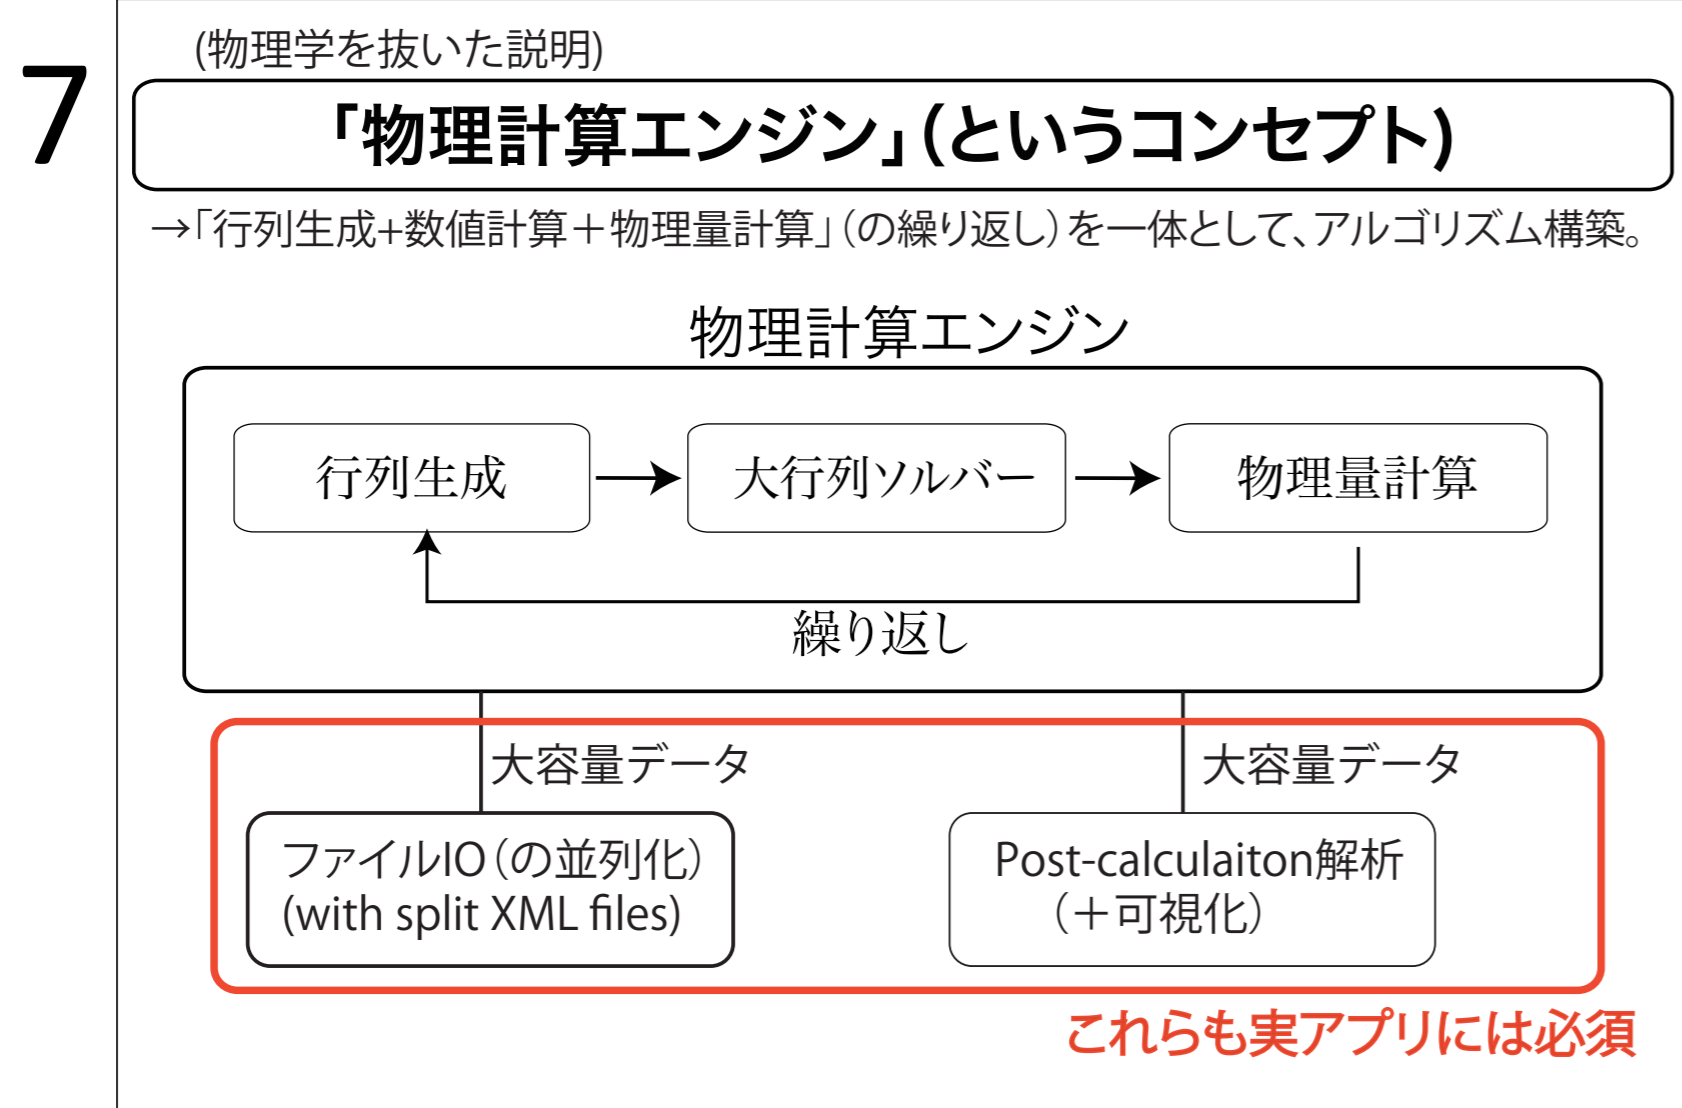 7
(物理学を抜いた説明)
「物理計算エンジン」(というコンセプト)
→「行列生成+数値計算＋物理量計算」(の繰り返し)を一体として、アルゴリズム構築。
物理計算エンジン
行列生成
大行列ソルバー
物理量計算
繰り返し
大容量データ
大容量データ
ファイルIO(の並列化)
(with split XML files)
Post-calculaiton解析
(＋可視化)
これらも実アプリには必須